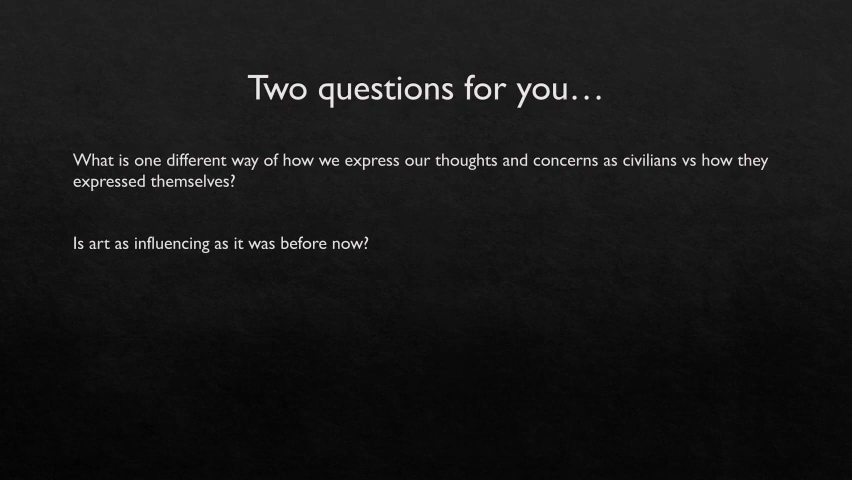 Two questions for you…
What is one different way of how we express our thoughts and concerns as civilians vs how they
expressed themselves?
Is art as influencing as it was before now?